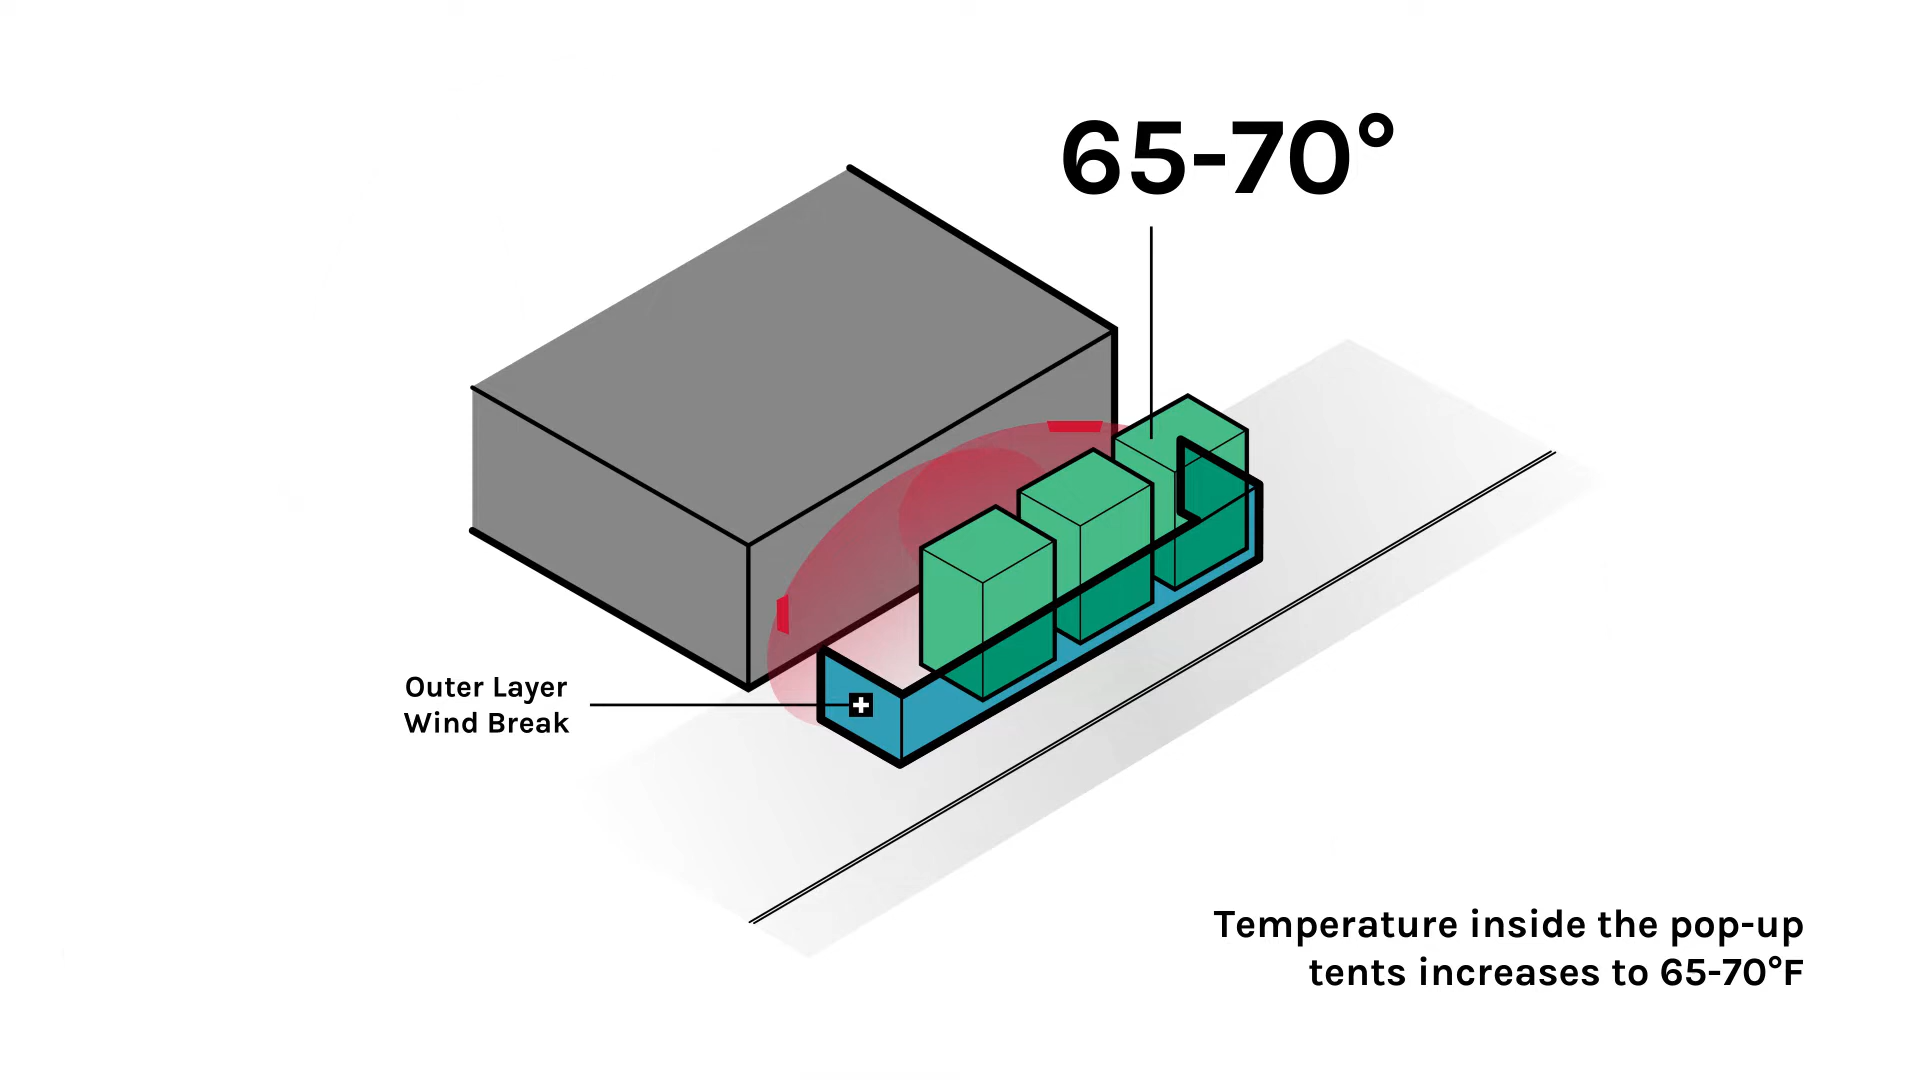 65-70°
Outer Layer
Wind Break
Temperature inside the pop-up
tents increases to 65-70°F